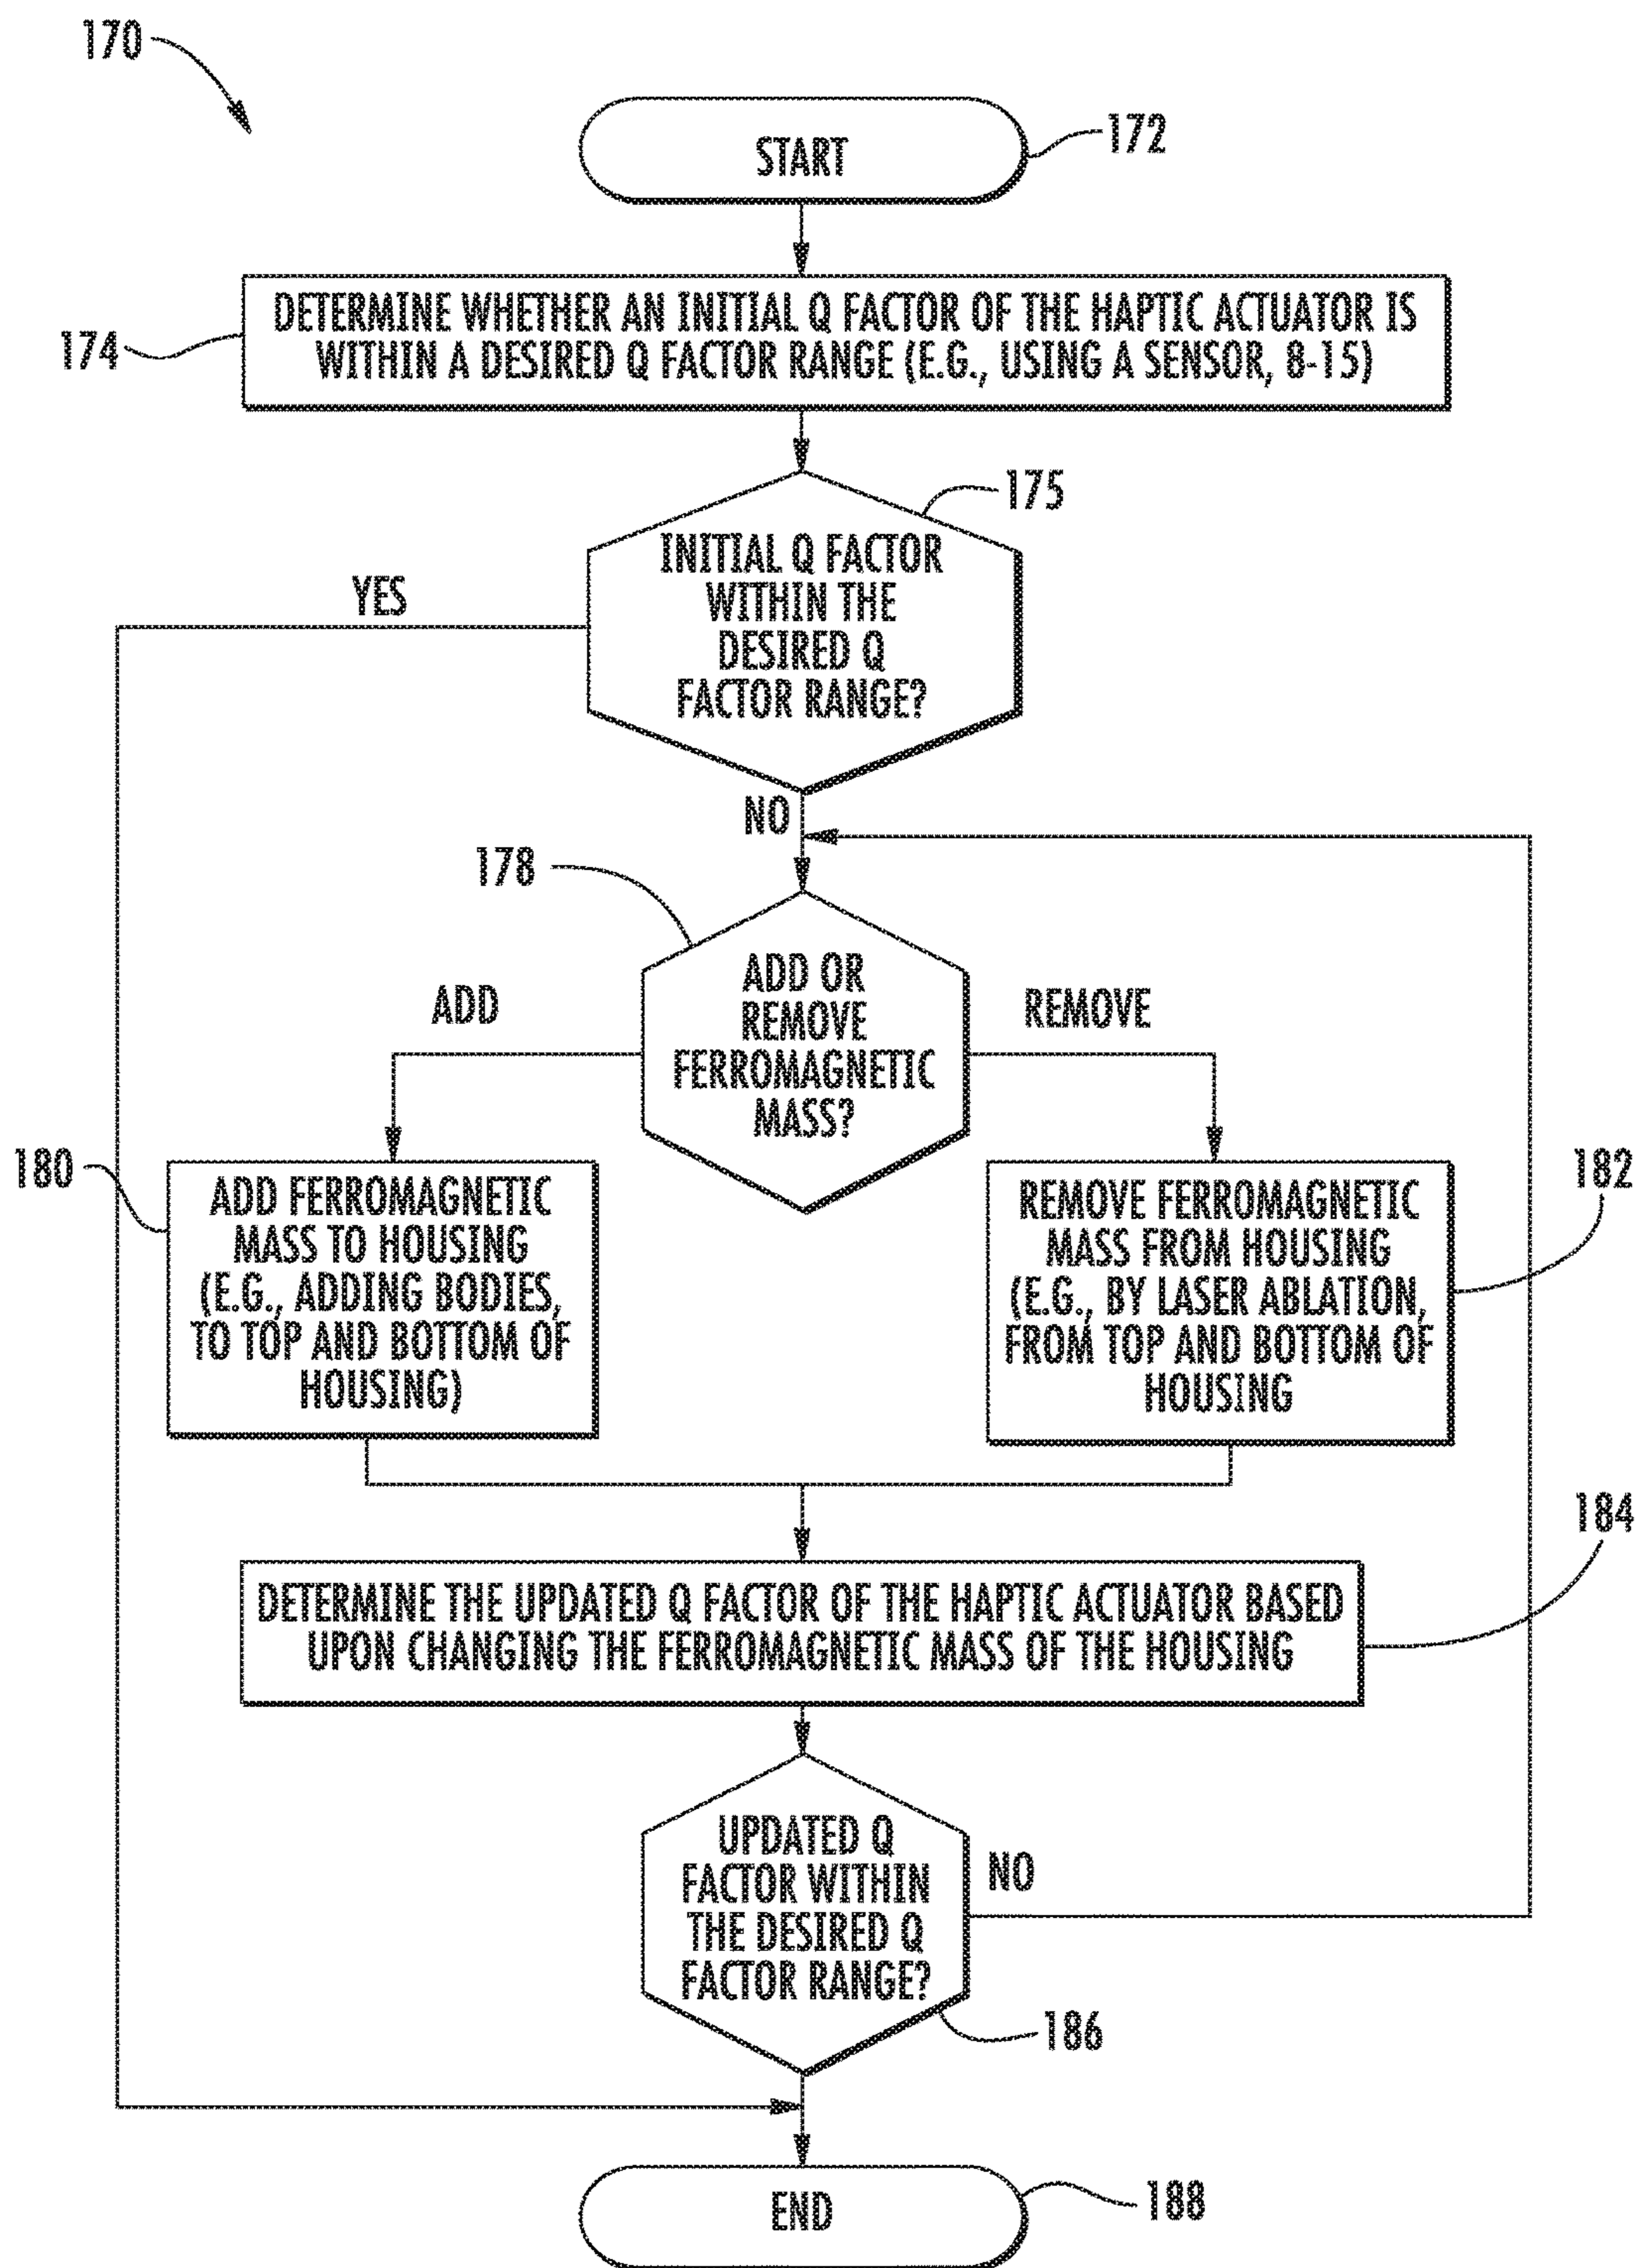 170
START
172
DETERMINE WHETHER AN INITIAL Q FACTOR OF THE HAPTIC ACTUATOR IS
WITHIN A DESIRED Q FACTOR RANGE (E.G., USING A SENSOR, 8-15)
174
175
INITIAL Q FACTOR
WITHIN THE
DESIRED Q
FACTOR RANGE?
YES
NO
178
ADD OR
REMOVE
FERROMAGNETIC
MASS?
ADD
REMOVE
180
ADD FERROMAGNETIC
MASS TO HOUSING
(E.G., ADDING BODIES,
TO TOP AND BOTTOM OF
HOUSING)
REMOVE FERROMAGNETIC
MASS FROM HOUSING
(E.G., BY LASER ABLATION,
FROM TOP AND BOTTOM OF
HOUSING
182
184
DETERMINE THE UPDATED Q FACTOR OF THE HAPTIC ACTUATOR BASED
UPON CHANGING THE FERROMAGNETIC MASS OF THE HOUSING
UPDATED Q
FACTOR WITHIN
THE DESIRED Q
FACTOR RANGE?
NO
186
END
188